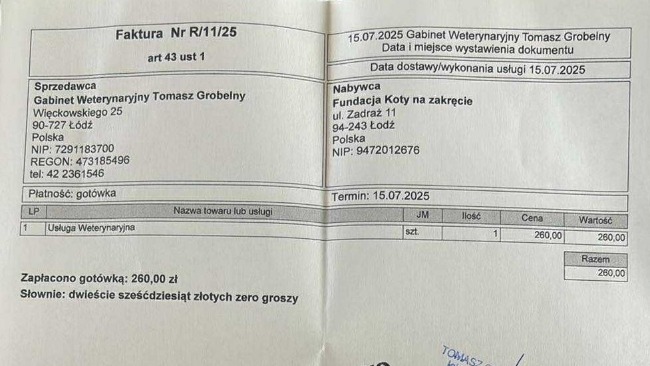 Faktura Nr R/11/25
art 43 ust 1
15.07.2025 Gabinet Weterynaryjny Tomasz Grobelny
Data i miejsce wystawienia dokumentu
Data dostawy/wykonania usługi 15.07.2025
Sprzedawca
Gabinet Weterynaryjny Tomasz Grobelny
Więckowskiego 25
90-727 Łódź
Polska
NIP: 7291183700
REGON: 473185496
tel: 42 2361546
Nabywca
Fundacja Koty na zakręcie
ul. Zadraż 11
94-243 Łodź
Polska
NIP: 9472012676
Płatność: gotówka
Termin: 15.07.2025
LP Nazwa towaru lub usługi JM Ilość Cena Wartość
1 Usługa Weterynaryjna szt. 1 260,00 260,00
Razem
260,00
Zapłacono gotówką: 260,00 zł
Słownie: dwieście sześćdziesiąt złotych zero groszy
TOMASZ